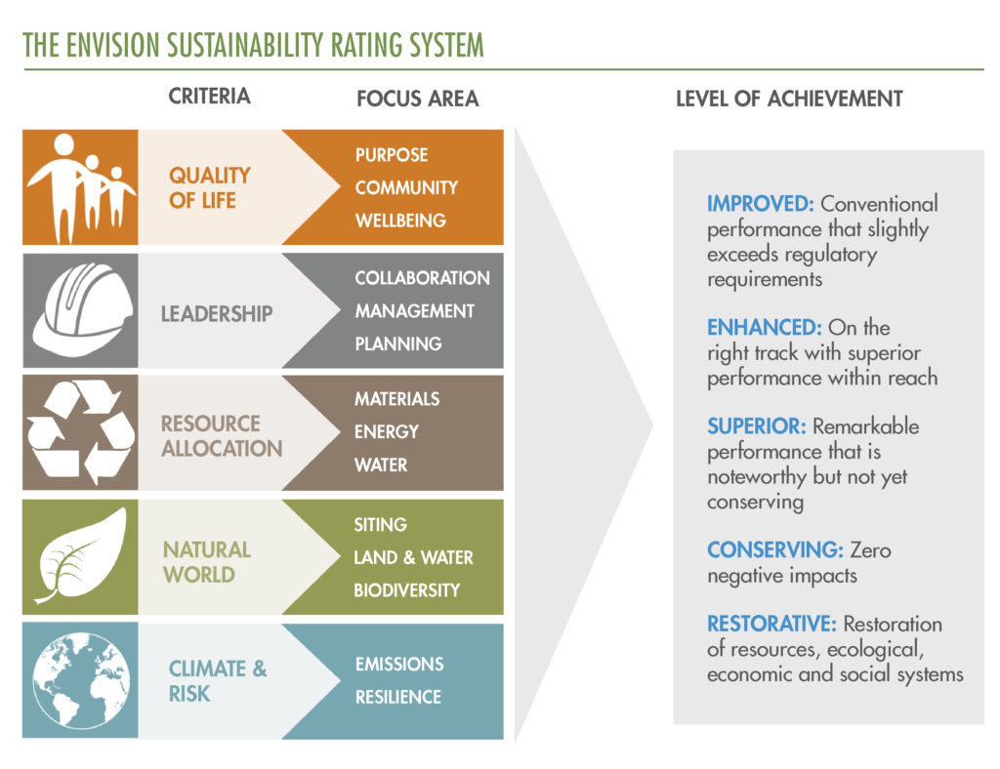 THE ENVISION SUSTAINABILITY RATING SYSTEM
CRITERIA
FOCUS AREA
LEVEL OF ACHIEVEMENT
QUALITY
OF LIFE
PURPOSE
COMMUNITY
WELLBEING
LEADERSHIP
COLLABORATION
MANAGEMENT
PLANNING
RESOURCE
ALLOCATION
MATERIALS
ENERGY
WATER
NATURAL
WORLD
SITING
LAND & WATER
BIODIVERSITY
CLIMATE &
RISK
EMISSIONS
RESILIENCE
IMPROVED: Conventional
performance that slightly
exceeds regulatory
requirements
ENHANCED: On the
right track with superior
performance within reach
SUPERIOR: Remarkable
performance that is
noteworthy but not yet
conserving
CONSERVING: Zero
negative impacts
RESTORATIVE: Restoration
of resources, ecological,
economic and social systems